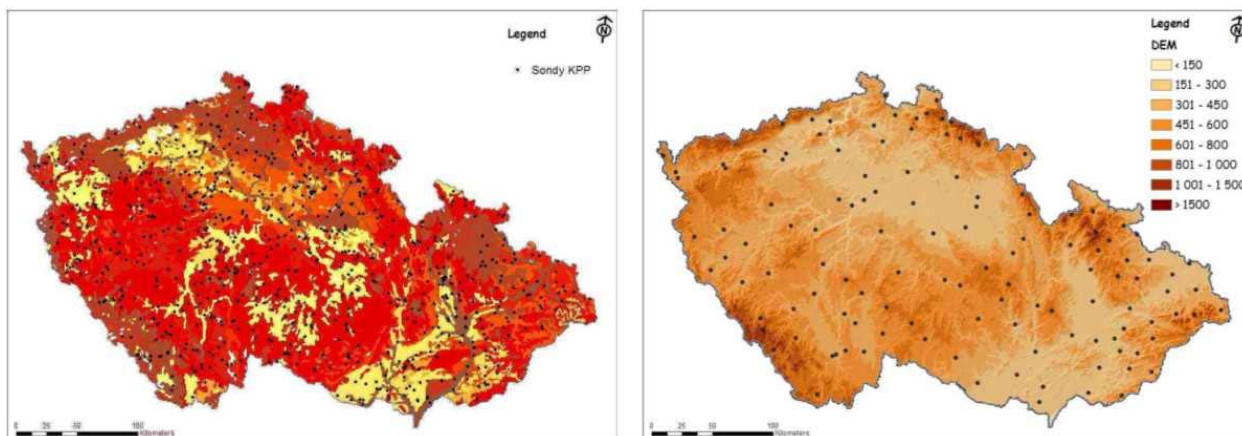 Legend
N
Sondy KPP
0 25 50 100
Kilometers
Legend
N
DEM
< 150
151 - 300
301 - 450
451 - 600
601 - 800
801 - 1 000
1 001 - 1 500
> 1500
0 25 50 100
Kilometers